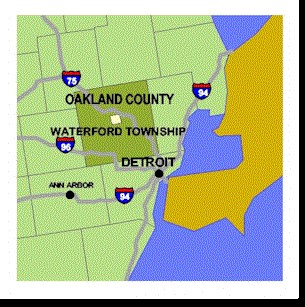 75
94
OAKLAND COUNTY
WATERFORD TOWNSHIP
96
DETROIT
ANN ARBOR
94